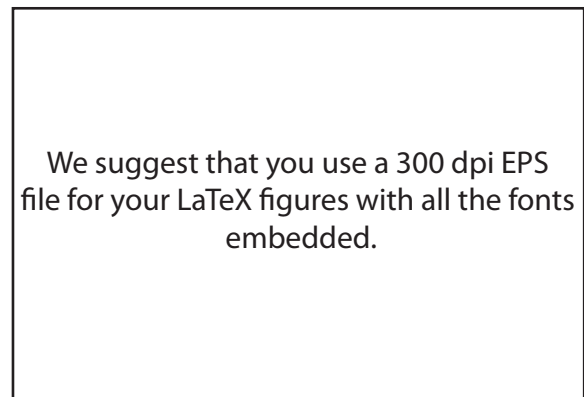 We suggest that you use a 300 dpi EPS
file for your LaTeX figures with all the fonts
embedded.